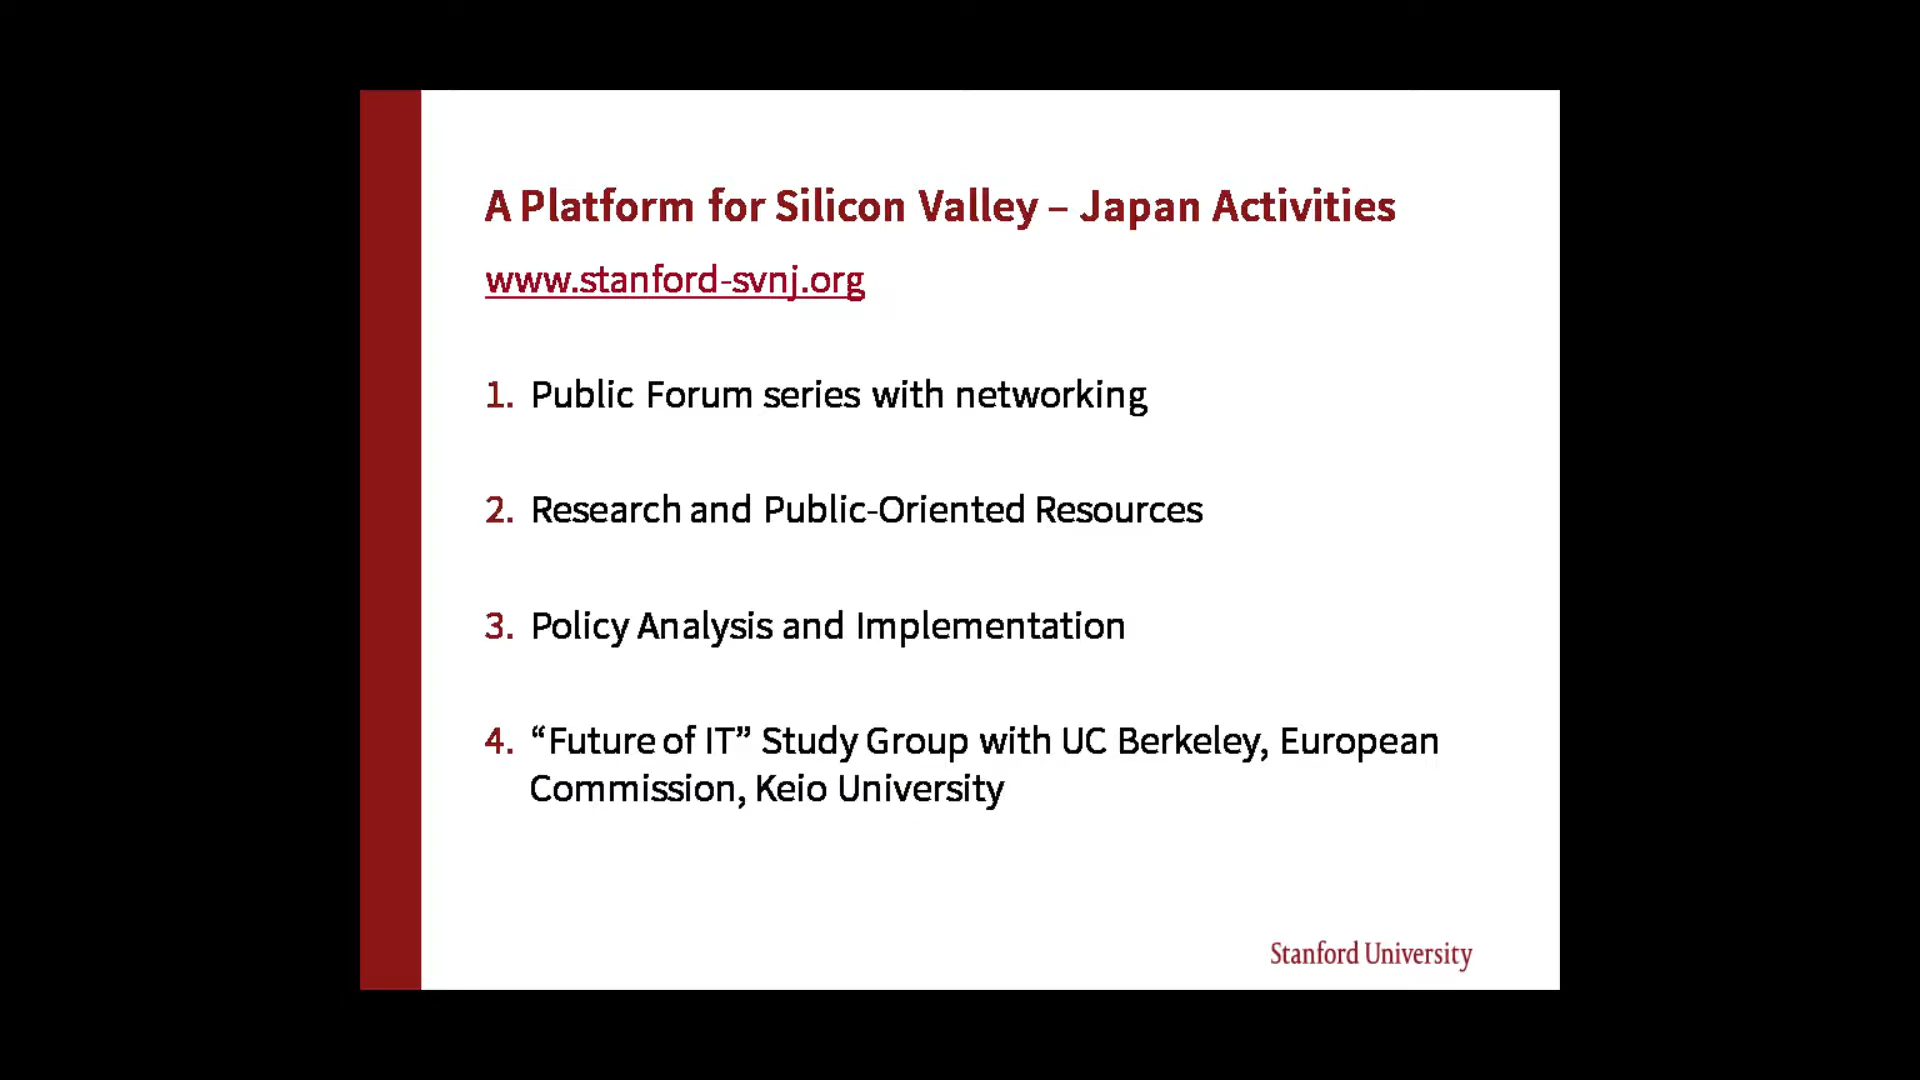 A Platform for Silicon Valley – Japan Activities
www.stanford-svnj.org
1. Public Forum series with networking
2. Research and Public-Oriented Resources
3. Policy Analysis and Implementation
4. “Future of IT” Study Group with UC Berkeley, European
Commission, Keio University
Stanford University